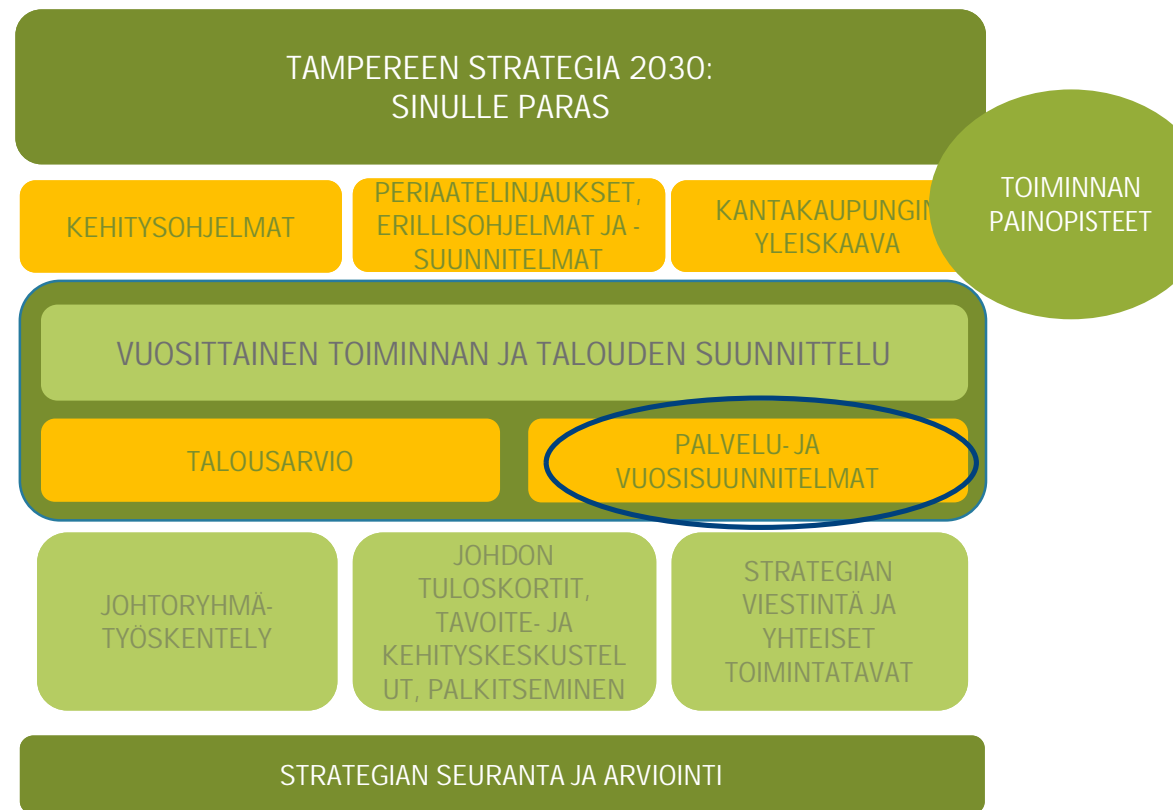 TAMPEREEN STRATEGIA 2030:
SINULLE PARAS
TOIMINNAN
PAINOPISTEET
KEHITYSOHJELMAT
PERIAATELINJAUKSET,
ERILLISOHJELMAT JA -
SUUNNITELMAT
KANTAKAUPUNGIN
YLEISKAAVA
VUOSITTAINEN TOIMINNAN JA TALOUDEN SUUNNITTELU
TALOUSARVIO
PALVELU- JA
VUOSISUUNNITELMAT
JOHTORYHMÄ-
TYÖSKENTELY
JOHDON
TULOSKORTIT,
TAVOITE- JA
KEHITYSKESKUSTEL
UT, PALKITSEMINEN
STRATEGIAN
VIESTINTÄ JA
YHTEISET
TOIMINTATAVAT
STRATEGIAN SEURANTA JA ARVIOINTI